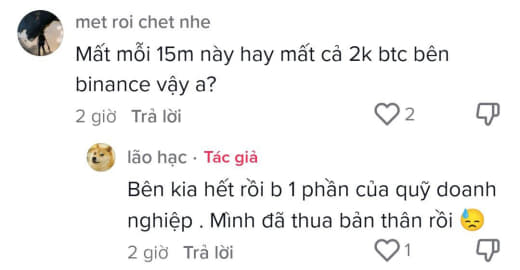 met roi chet nhe
Mất mỗi 15m này hay mất cả 2k btc bên
binance vậy a?
2 giờ Trả lời 2
lão hạc · Tác giả
Bên kia hết rồi b 1 phần của quỹ doanh
nghiệp . Mình đã thua bản thân rồi 😓
2 giờ Trả lời 1